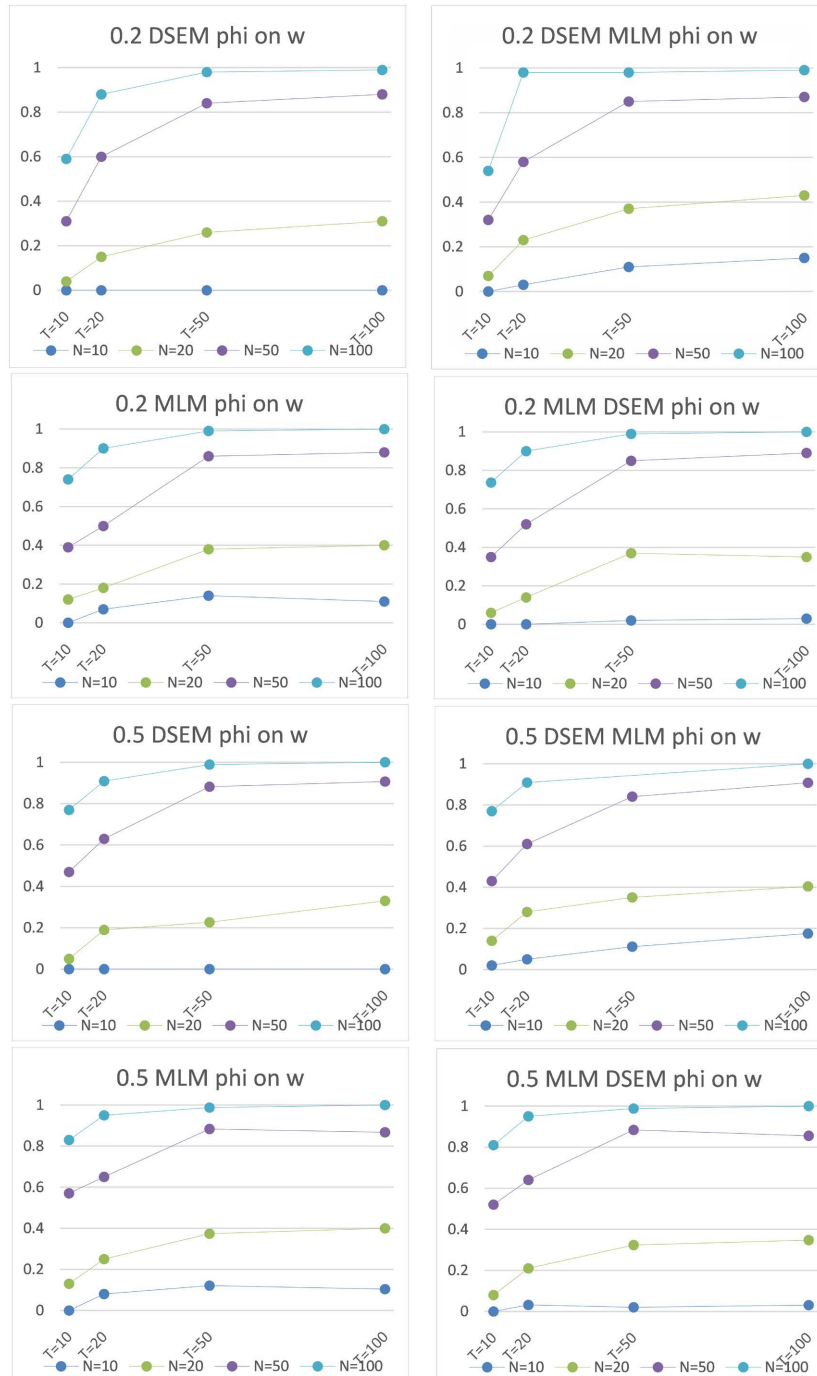 0.2 DSEM phi on w
1
0.8
0.6
0.4
0.2
0
T=10 T=20 T=50 T=100
N=10 N=20 N=50 N=100
0.2 DSEM MLM phi on w
1
0.8
0.6
0.4
0.2
0
T=10 T=20 T=50 T=100
N=10 N=20 N=50 N=100
0.2 MLM phi on w
1
0.8
0.6
0.4
0.2
0
T=10 T=20 T=50 T=100
N=10 N=20 N=50 N=100
0.2 MLM DSEM phi on w
1
0.8
0.6
0.4
0.2
0
T=10 T=20 T=50 T=100
N=10 N=20 N=50 N=100
0.5 DSEM phi on w
1
0.8
0.6
0.4
0.2
0
T=10 T=20 T=50 T=100
N=10 N=20 N=50 N=100
0.5 DSEM MLM phi on w
1
0.8
0.6
0.4
0.2
0
T=10 T=20 T=50 T=100
N=10 N=20 N=50 N=100
0.5 MLM phi on w
1
0.8
0.6
0.4
0.2
0
T=10 T=20 T=50 T=100
N=10 N=20 N=50 N=100
0.5 MLM DSEM phi on w
1
0.8
0.6
0.4
0.2
0
T=10 T=20 T=50 T=100
N=10 N=20 N=50 N=100